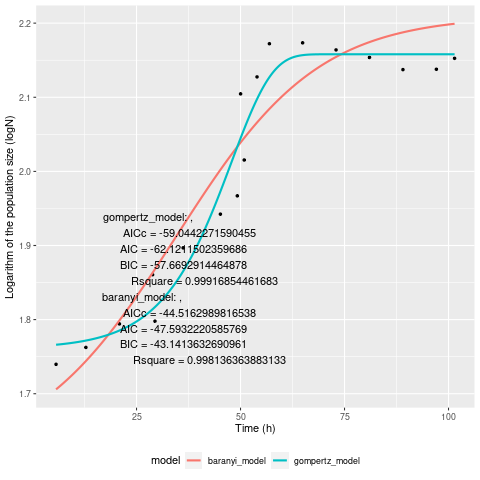 2.2
2.1
2.0
1.9
1.8
1.7
Logarithm of the population size (logN)
gompertz_model: ,
AICc = -59.0442271590455
AIC = -62.1211502359686
BIC = -57.6692914464878
Rsquare = 0.99916854461683
baranyi_model: ,
AICc = -44.5162989816538
AIC = -47.5932220585769
BIC = -43.1413632690961
Rsquare = 0.998136363883133
25 50 75 100
Time (h)
model baranyi_model gompertz_model